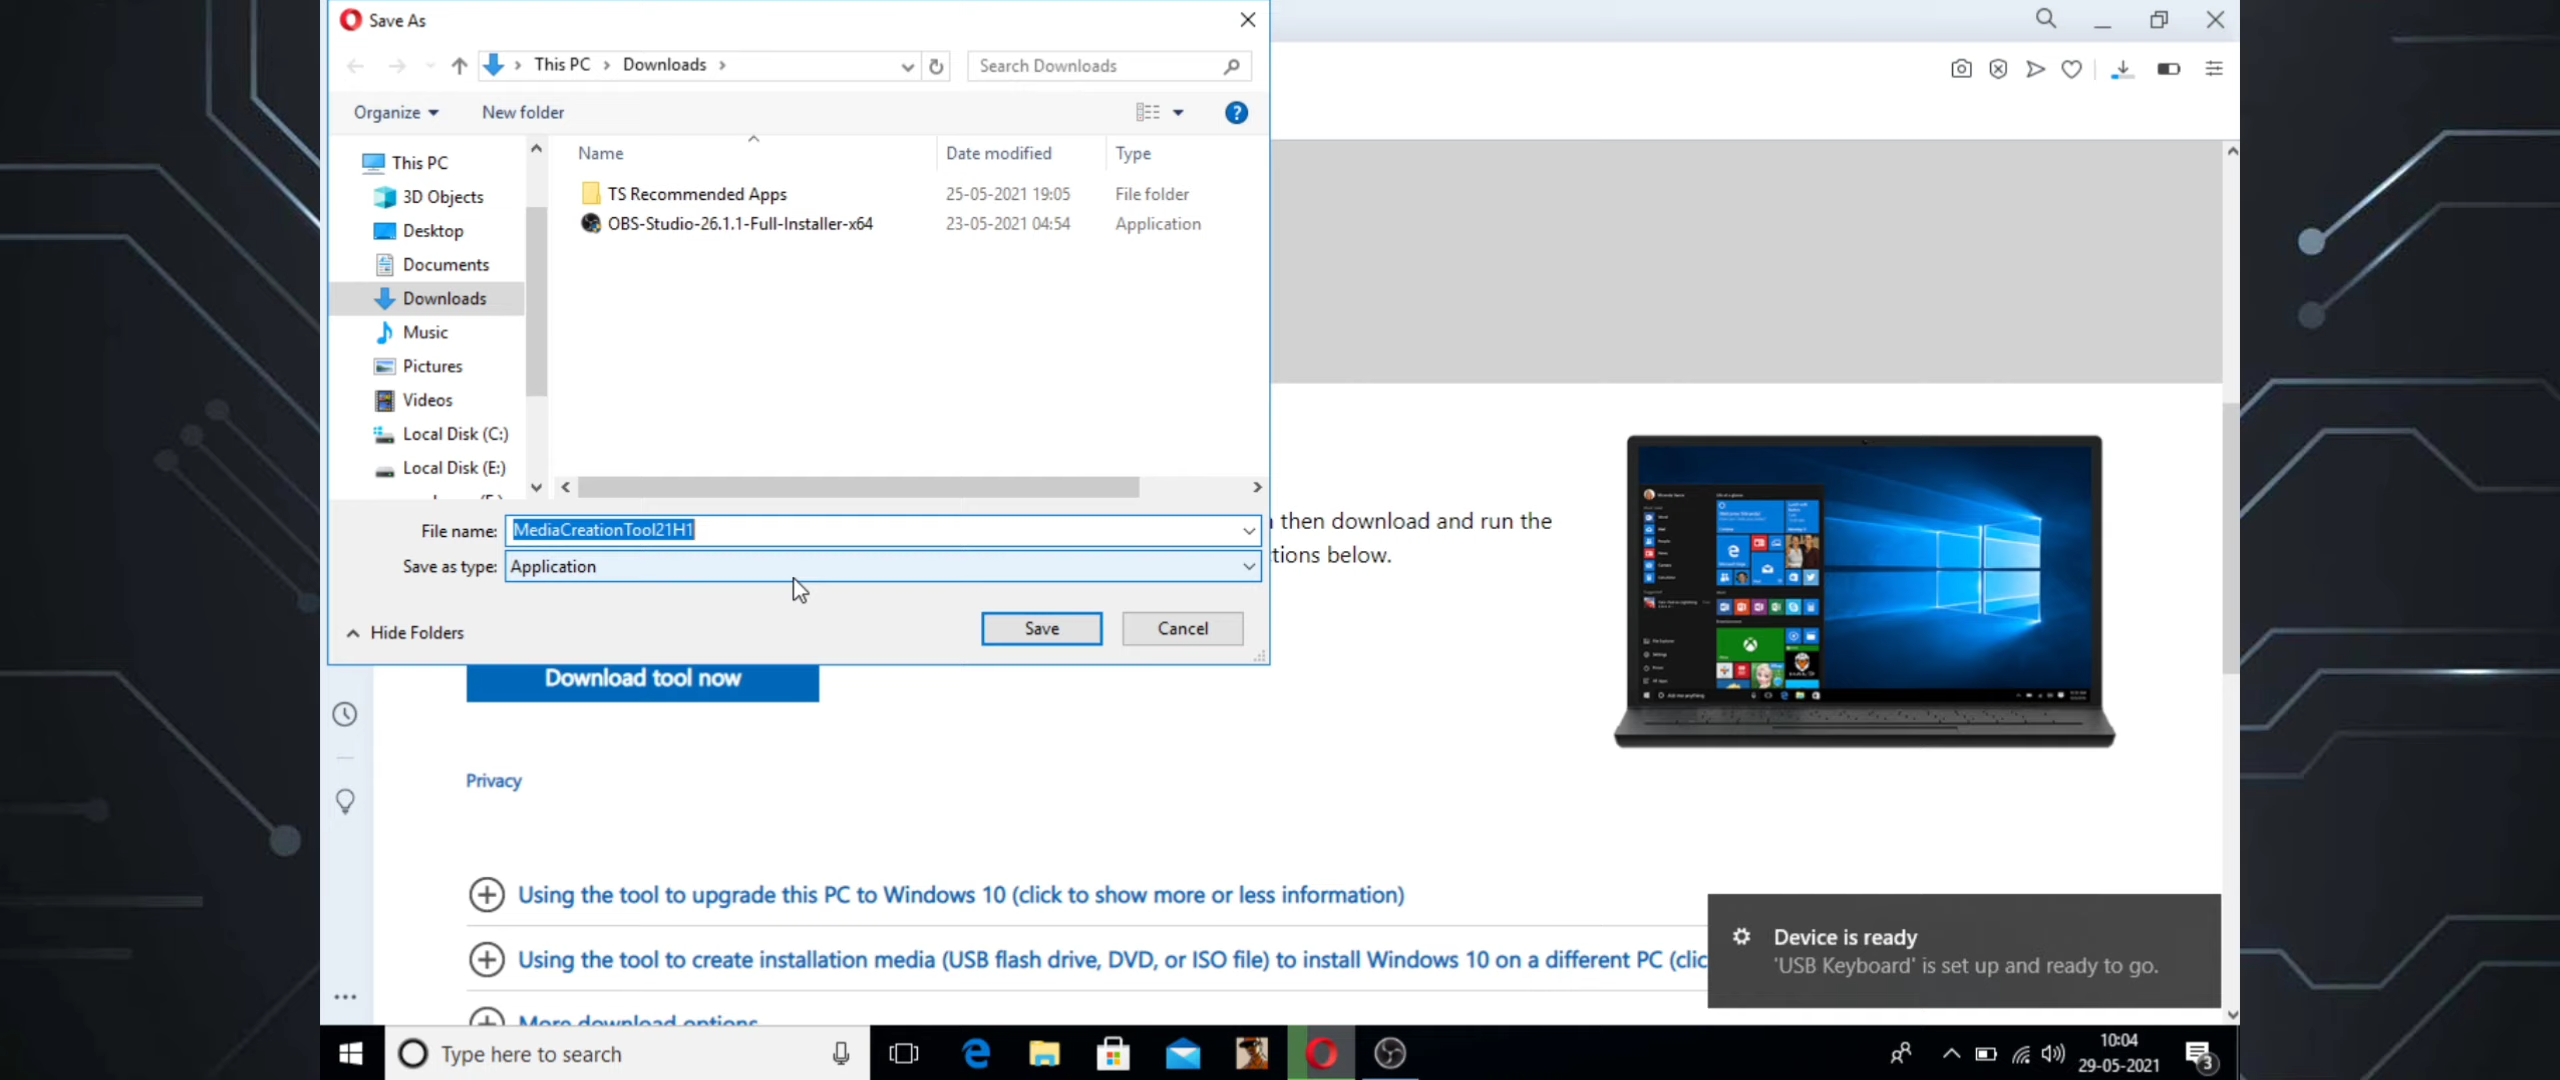 Save As
This PC
Downloads
Search Downloads
Organize
New folder
?
This PC
3D Objects
Desktop
Documents
Downloads
Music
Pictures
Videos
Local Disk (C:)
Local Disk (E:)
Name
Date modified
Type
TS Recommended Apps
25-05-2021 19:05
File folder
OBS-Studio-26.1.1-Full-Installer-x64
23-05-2021 04:54
Application
File name:
MediaCreationTool21H1
Save as type:
Application
Hide Folders
Save
Cancel
then download and run the
tions below.
Download tool now
Privacy
Using the tool to upgrade this PC to Windows 10 (click to show more or less information)
Using the tool to create installation media (USB flash drive, DVD, or ISO file) to install Windows 10 on a different PC (clic
More download options
Device is ready
'USB Keyboard' is set up and ready to go.
Type here to search
10:04
29-05-2021
3